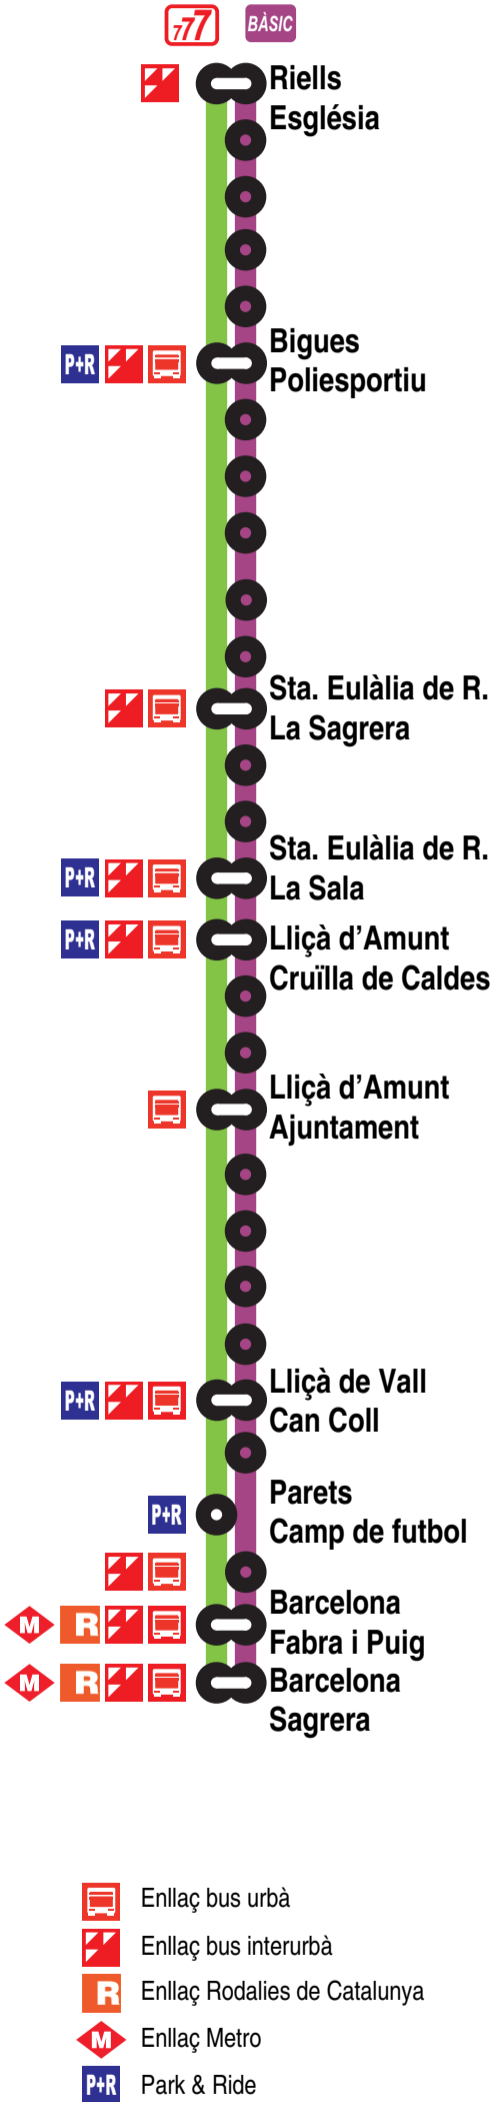 777 BÀSIC
Riells
Església
Bigues
P+R Poliesportiu
Sta. Eulàlia de R.
La Sagrera
Sta. Eulàlia de R.
P+R La Sala
P+R Lliçà d’Amunt
Cruïlla de Caldes
Lliçà d’Amunt
Ajuntament
Lliçà de Vall
P+R Can Coll
Parets
P+R Camp de futbol
Barcelona
M R Fabra i Puig
M R Barcelona
Sagrera
Enllaç bus urbà
Enllaç bus interurbà
R Enllaç Rodalies de Catalunya
M Enllaç Metro
P+R Park & Ride